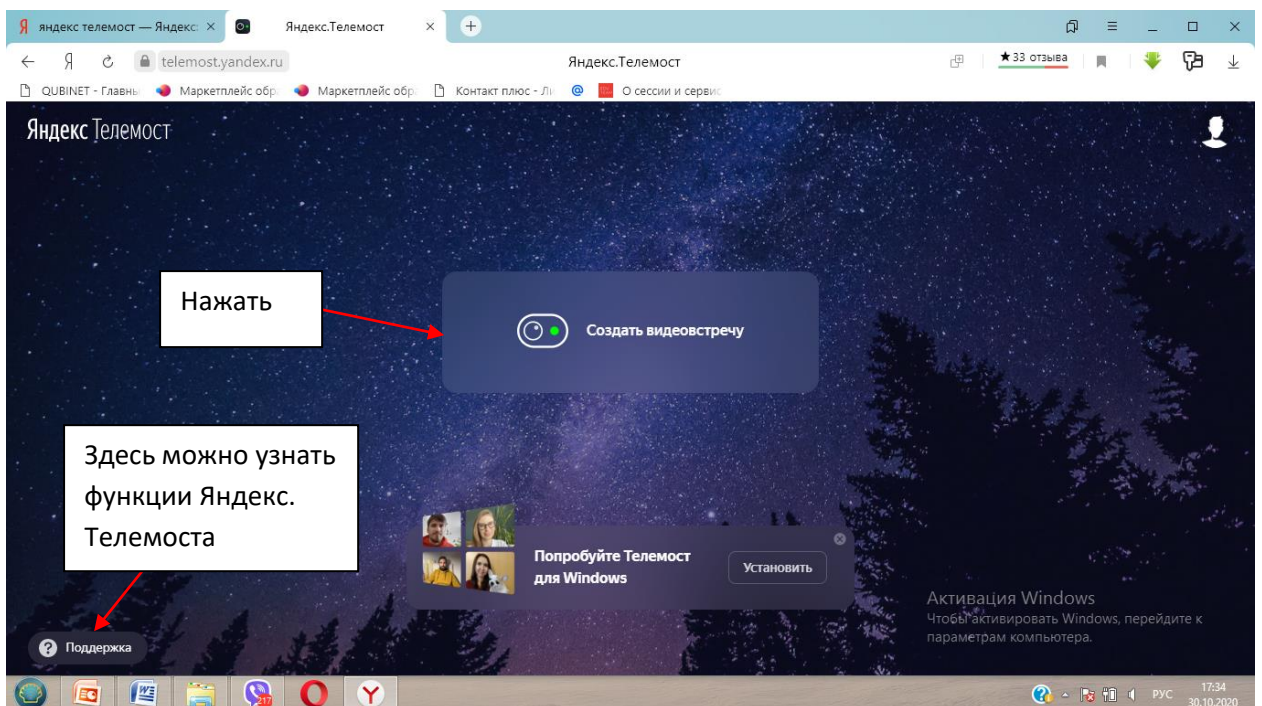 яндекс телемост — Яндекс:
Яндекс.Телемост
telemost.yandex.ru
Яндекс.Телемост
★33 отзыва
QUBINET - Главны
Маркетплейс обр
Маркетплейс обр
Контакт плюс - Ли
О сессии и сервис
Яндекс Телемост
Нажать
Создать видеовстречу
Здесь можно узнать
функции Яндекс.
Телемоста
Попробуйте Телемост
для Windows
Установить
Активация Windows
Чтобы активировать Windows, перейдите к
параметрам компьютера.
Поддержка
217
РУС
17:34
30.10.2020